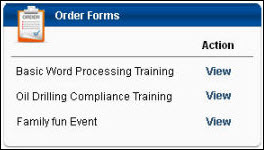 Order Forms
Action
Basic Word Processing Training View
Oil Drilling Compliance Training View
Family fun Event View